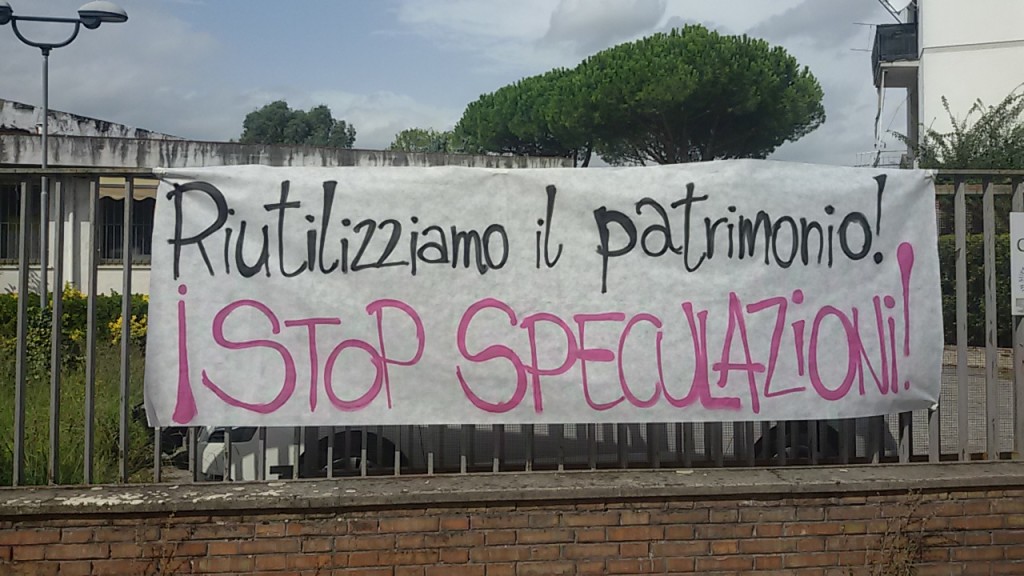 Riutilizziamo il patrimonio!
¡STOP SPECULAZIONi!